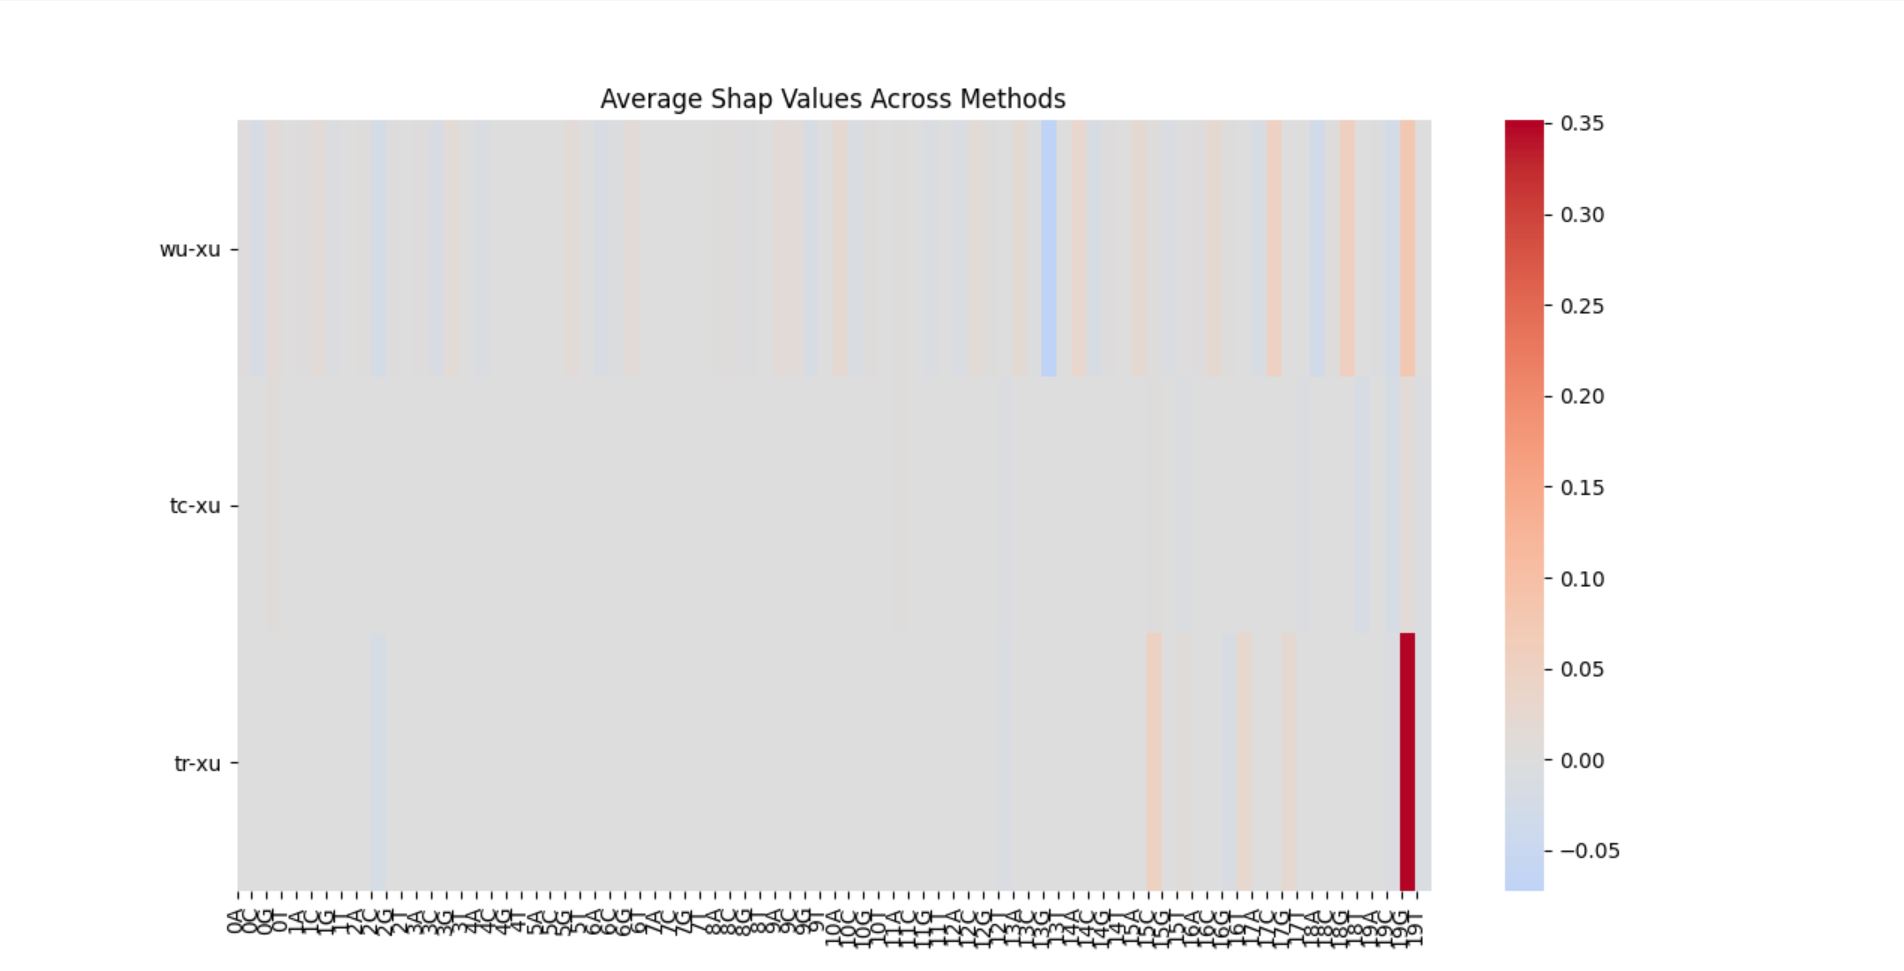 Average Shap Values Across Methods
wu-xu
tc-xu
tr-xu
0A 0C 0G 0T 1A 1C 1G 1T 2A 2C 2G 2T 3A 3C 3G 3T 4A 4C 4G 4T 5A 5C 5G 5T 6A 6C 6G 6T 7A 7C 7G 7T 8A 8C 8G 8T 9A 9C 9G 9T 10A 10C 10G 10T 11A 11C 11G 11T 12A 12C 12G 12T 13A 13C 13G 13T 14A 14C 14G 14T 15A 15C 15G 15T 16A 16C 16G 16T 17A 17C 17G 17T 18A 18C 18G 18T 19A 19C 19G 19T
0.35
0.30
0.25
0.20
0.15
0.10
0.05
0.00
−0.05